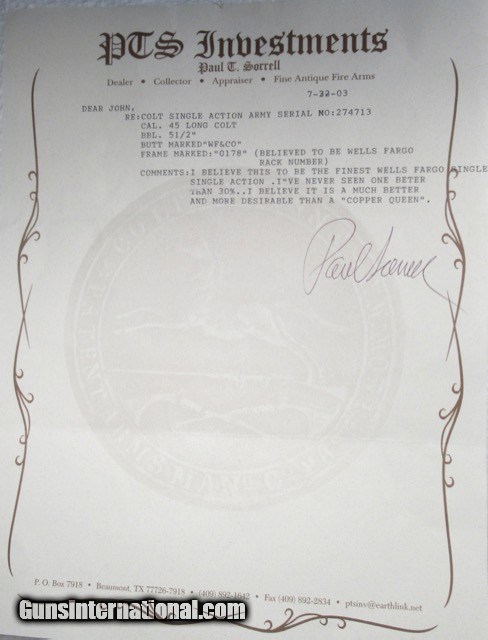 PTS Investments
Paul T. Sorrell
Dealer • Collector • Appraiser • Fine Antique Fire Arms
7-22-03
DEAR JOHN,
RE:COLT SINGLE ACTION ARMY SERIAL NO:274713
CAL. 45 LONG COLT
BBL. 51/2"
BUTT MARKED"WF&CO"
FRAME MARKED:"0178" (BELIEVED TO BE WELLS FARGO
RACK NUMBER)
COMMENTS:I BELIEVE THIS TO BE THE FINEST WELLS FARGO SINGLE
SINGLE ACTION .I"VE NEVER SEEN ONE BETER
THAN 30%..I BELIEVE IT IS A MUCH BETTER
AND MORE DESIRABLE THAN A "COPPER QUEEN".
Paul Sorrell
P. O. Box 7918 • Beaumont, TX 77726-7918 • (409) 892-1642 • Fax (409) 892-2834 • ptsinv@earthlink.net
GunsInternational.com